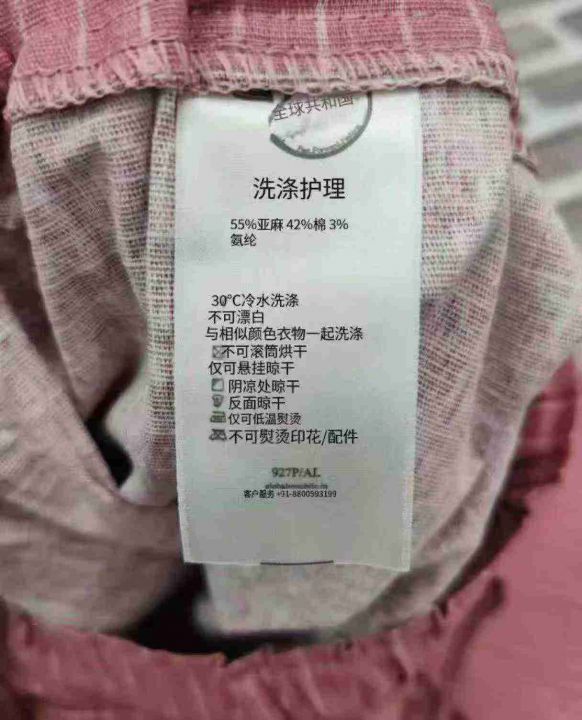 全球共和国
洗涤护理
55%亚麻 42%棉 3%
氨纶
30℃冷水洗涤
不可漂白
与相似颜色衣物一起洗涤
不可滚筒烘干
仅可悬挂晾干
阴凉处晾干
反面晾干
仅可低温熨烫
不可熨烫印花/配件
927P/AL
客户服务 +91-8800593199